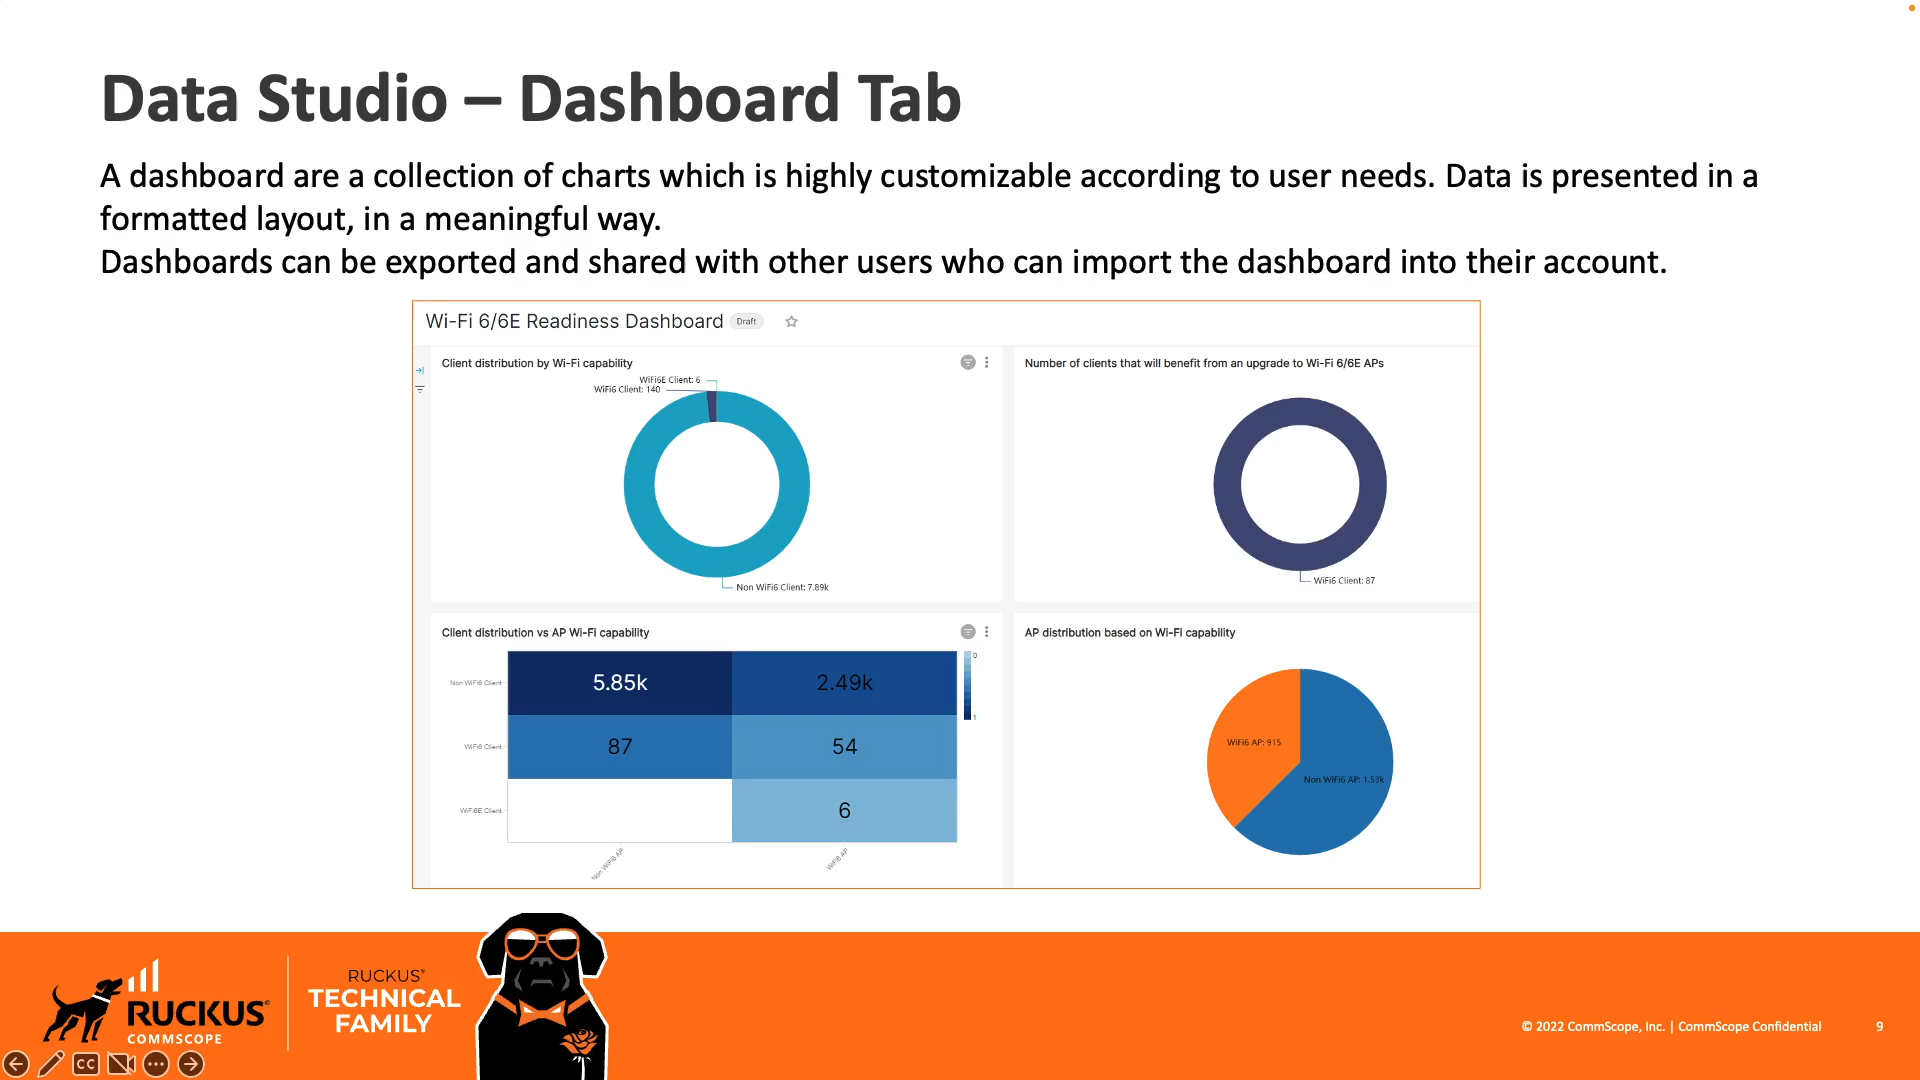 Data Studio – Dashboard Tab
A dashboard are a collection of charts which is highly customizable according to user needs. Data is presented in a
formatted layout, in a meaningful way.
Dashboards can be exported and shared with other users who can import the dashboard into their account.
Wi-Fi 6/6E Readiness Dashboard Draft
Client distribution by Wi-Fi capability
WiFi6E Client: 6
WiFi6 Client: 140
Non WiFi6 Client: 7.89k
Number of clients that will benefit from an upgrade to Wi-Fi 6/6E APs
WiFi6 Client: 87
Client distribution vs AP Wi-Fi capability
Non WiFi6 Client 5.85k 2.49k
WiFi6 Client 87 54
WiFi6E Client 6
Non WiFi6 AP WiFi6 AP
0
1
AP distribution based on Wi-Fi capability
WiFi6 AP: 915
Non WiFi6 AP: 1.53k
RUCKUS®
COMMSCOPE
RUCKUS®
TECHNICAL
FAMILY
© 2022 CommScope, Inc. | CommScope Confidential
9
CC